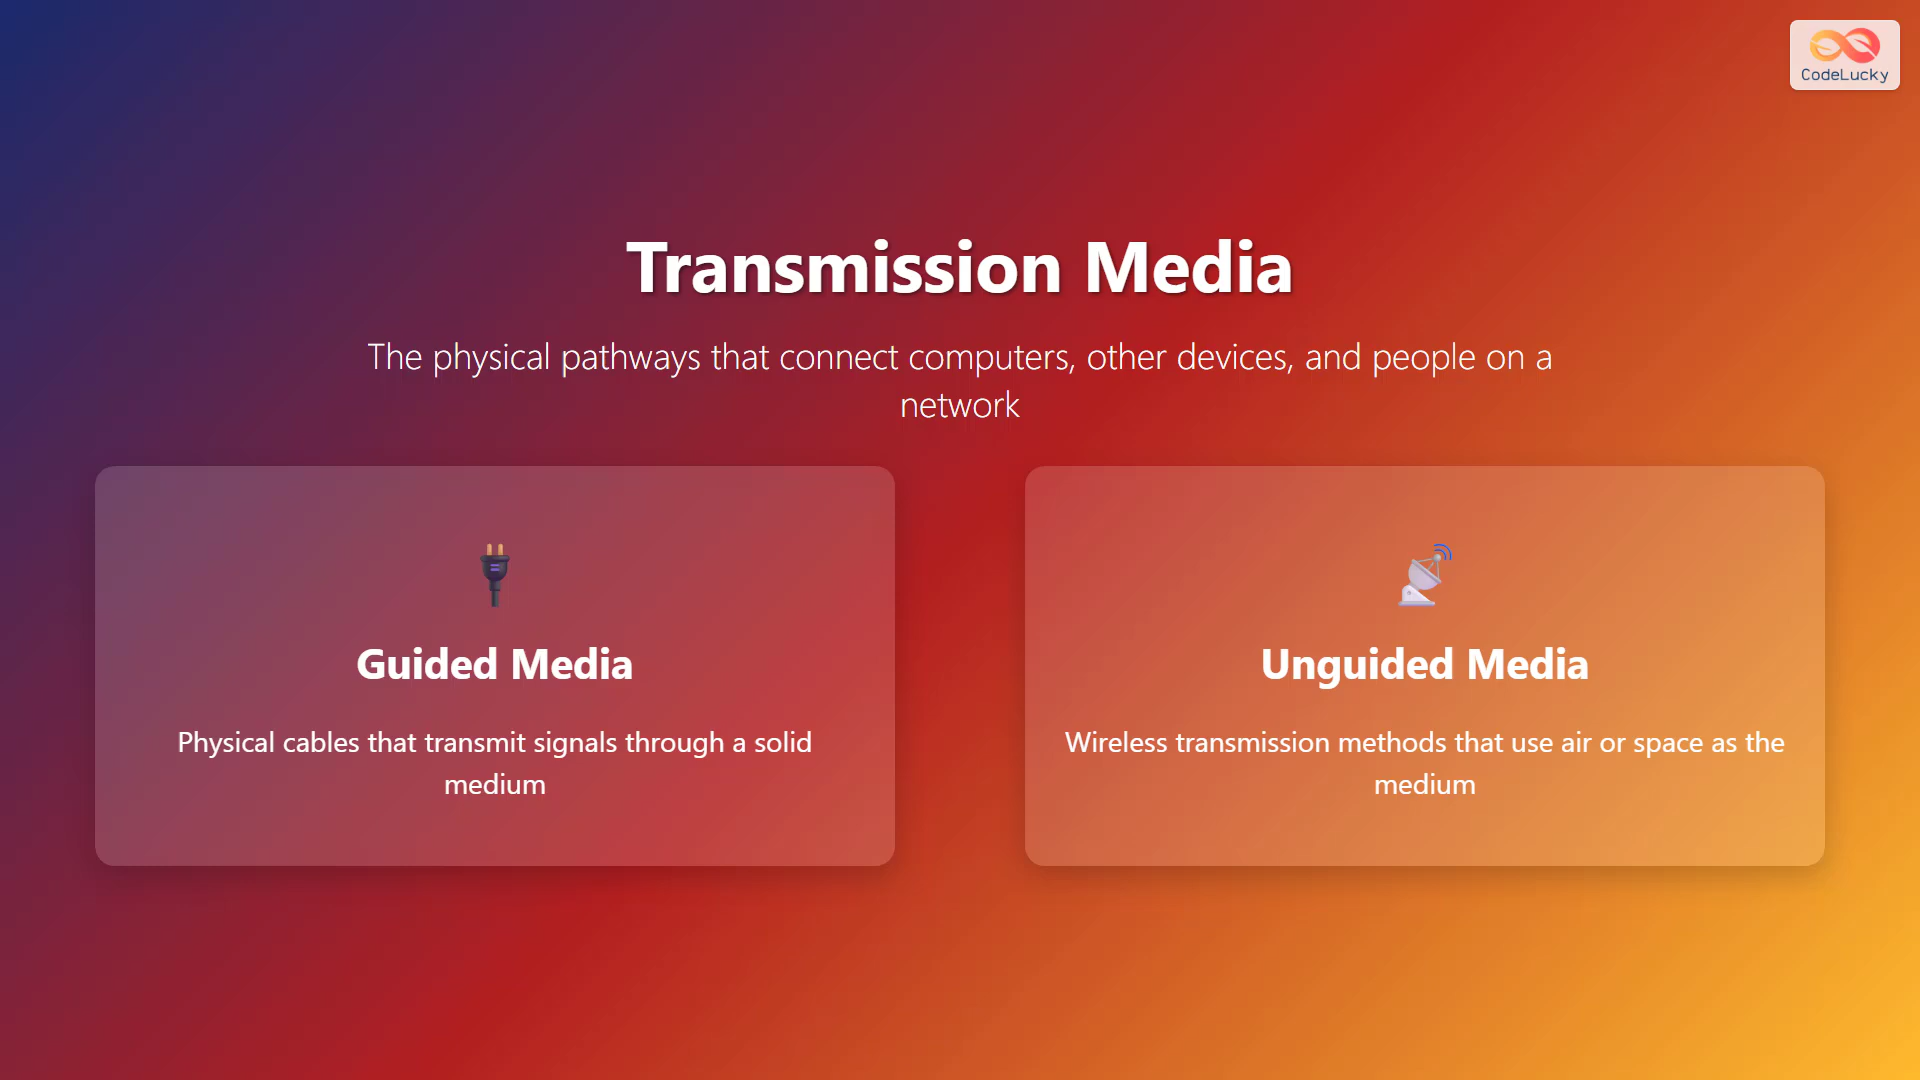 CodeLucky
Transmission Media
The physical pathways that connect computers, other devices, and people on a
network
Guided Media
Physical cables that transmit signals through a solid
medium
Unguided Media
Wireless transmission methods that use air or space as the
medium